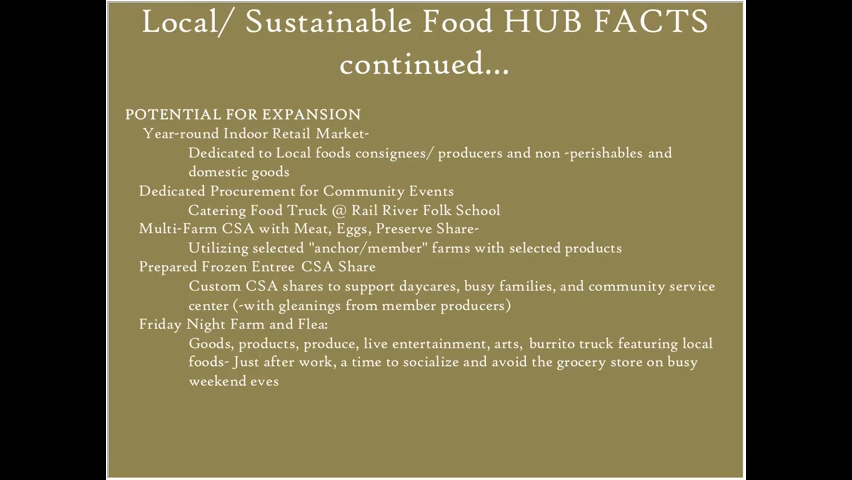 Local/ Sustainable Food HUB FACTS
continued...
POTENTIAL FOR EXPANSION
Year-round Indoor Retail Market-
Dedicated to Local foods consignees/ producers and non -perishables and
domestic goods
Dedicated Procurement for Community Events
Catering Food Truck @ Rail River Folk School
Multi-Farm CSA with Meat, Eggs, Preserve Share-
Utilizing selected "anchor/member" farms with selected products
Prepared Frozen Entree CSA Share
Custom CSA shares to support daycares, busy families, and community service
center (-with gleanings from member producers)
Friday Night Farm and Flea:
Goods, products, produce, live entertainment, arts, burrito truck featuring local
foods- Just after work, a time to socialize and avoid the grocery store on busy
weekend eves